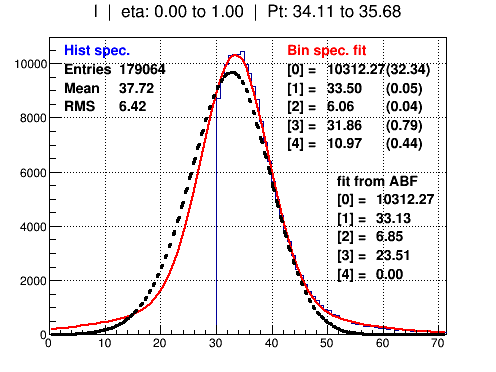 I | eta: 0.00 to 1.00 | Pt: 34.11 to 35.68
Hist spec.
Entries 179064
Mean 37.72
RMS 6.42
Bin spec. fit
[0] = 10312.27(32.34)
[1] = 33.50 (0.05)
[2] = 6.06 (0.04)
[3] = 31.86 (0.79)
[4] = 10.97 (0.44)
fit from ABF
[0] = 10312.27
[1] = 33.13
[2] = 6.85
[3] = 23.51
[4] = 0.00
10000
8000
6000
4000
2000
0
0 10 20 30 40 50 60 70